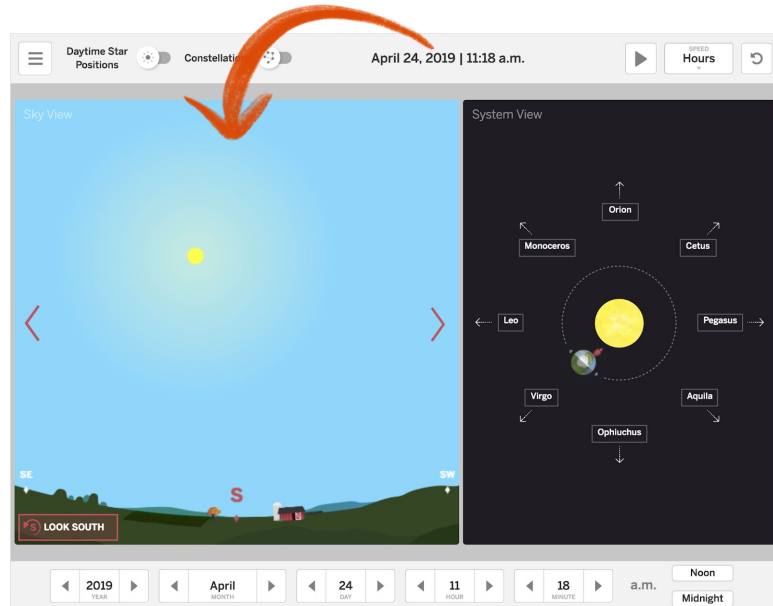 Daytime Star
Positions
Constellation
April 24, 2019 | 11:18 a.m.
SPEED
Hours
Sky View
System View
Orion
Monoceros
Cetus
Leo
Pegasus
Virgo
Aquila
Ophiuchus
SE
S
SW
S LOOK SOUTH
2019
YEAR
April
MONTH
24
DAY
11
HOUR
18
MINUTE
a.m.
Noon
Midnight